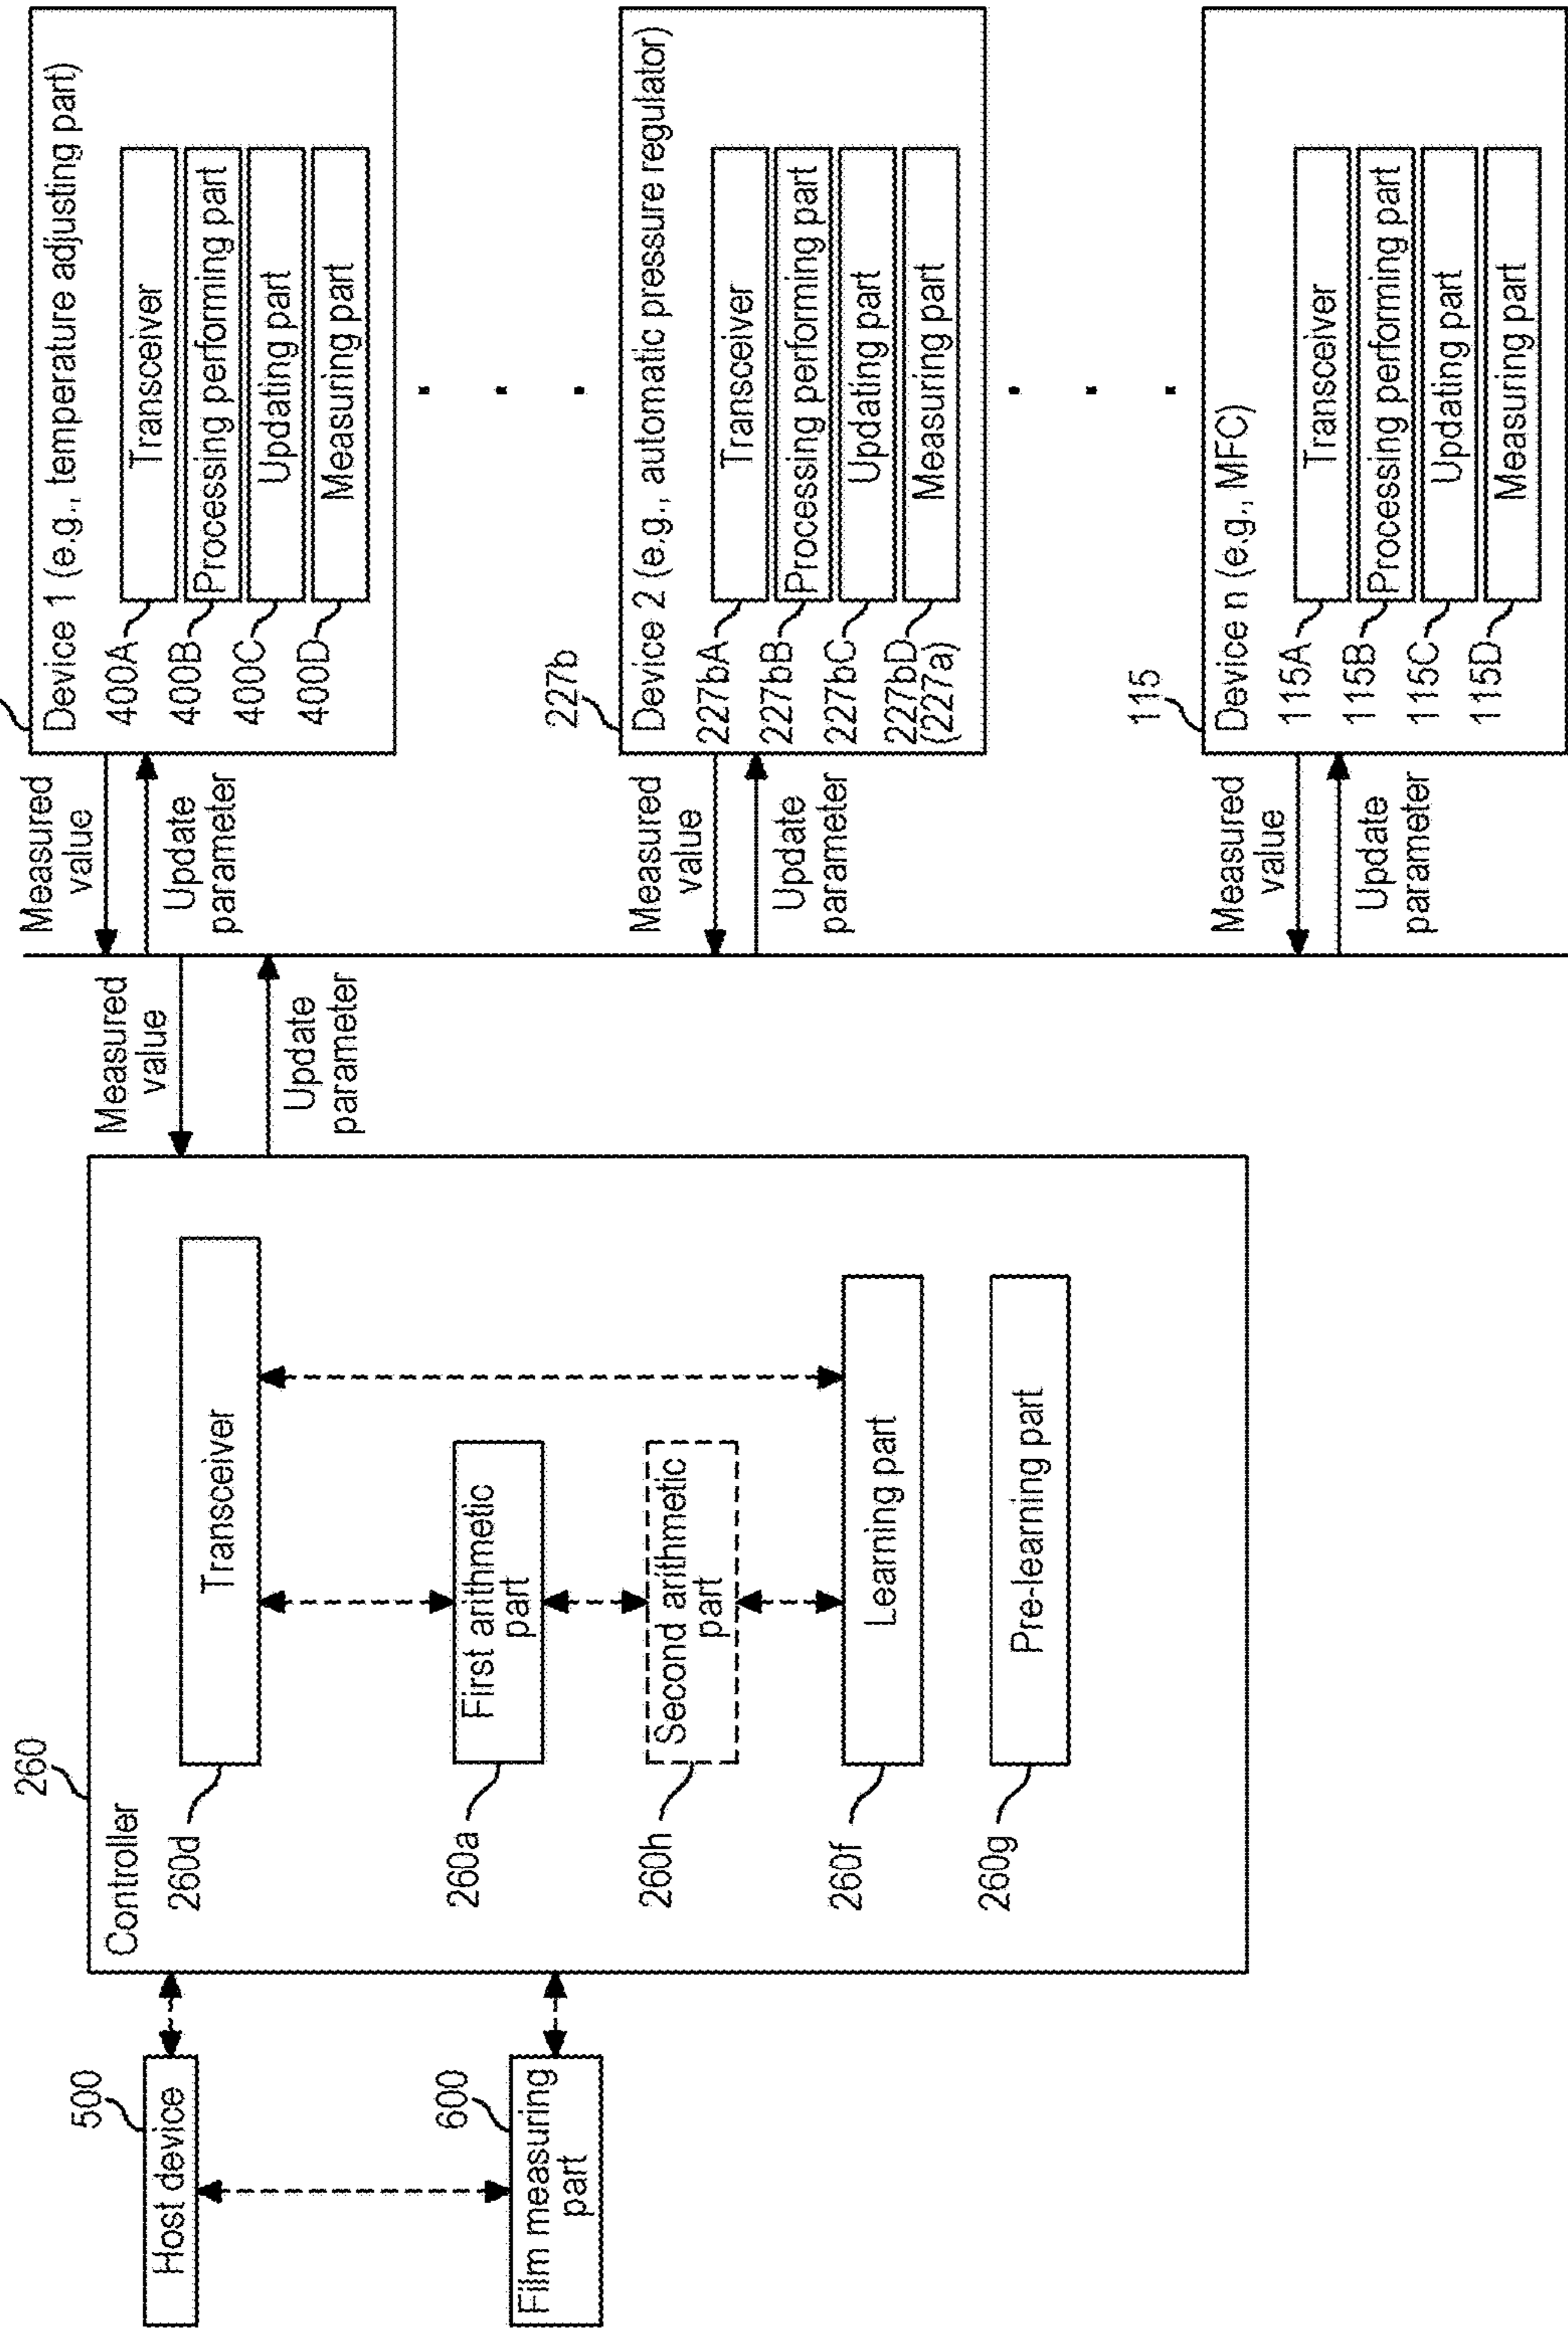 500
Host device
600
Film measuring
part
260
Controller
260d
Transceiver
260a
First arithmetic
part
260h
Second arithmetic
part
260f
Learning part
260g
Pre-learning part
Measured
value
Update
parameter
Measured
value
Update
parameter
Device 1 (e.g., temperature adjusting part)
400A
Transceiver
400B
Processing performing part
400C
Updating part
400D
Measuring part
Measured
value
Update
parameter
227b
Device 2 (e.g., automatic pressure regulator)
227bA
Transceiver
227bB
Processing performing part
227bC
Updating part
227bD
(227a)
Measuring part
Measured
value
Update
parameter
115
Device n (e.g., MFC)
115A
Transceiver
115B
Processing performing part
115C
Updating part
115D
Measuring part